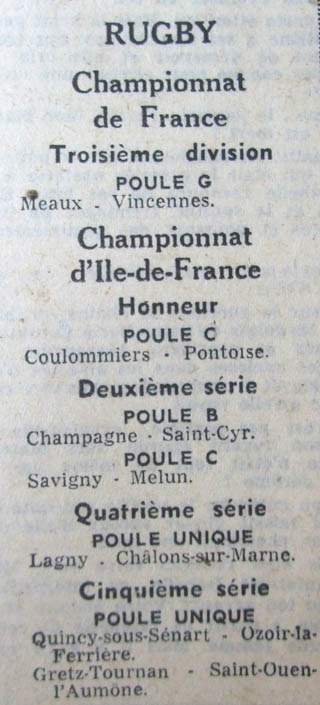 RUGBY
Championnat
de France
Troisième division
POULE G
Meaux - Vincennes.
Championnat
d'Ile-de-France
Honneur
POULE C
Coulommiers - Pontoise.
Deuxième série
POULE B
Champagne - Saint-Cyr.
POULE C
Savigny - Melun.
Quatrième série
POULE UNIQUE
Lagny - Châlons-sur-Marne.
Cinquième série
POULE UNIQUE
Quincy-sous-Sénart - Ozoir-la-
Ferrière.
Gretz-Tournan - Saint-Ouen-
l'Aumône.